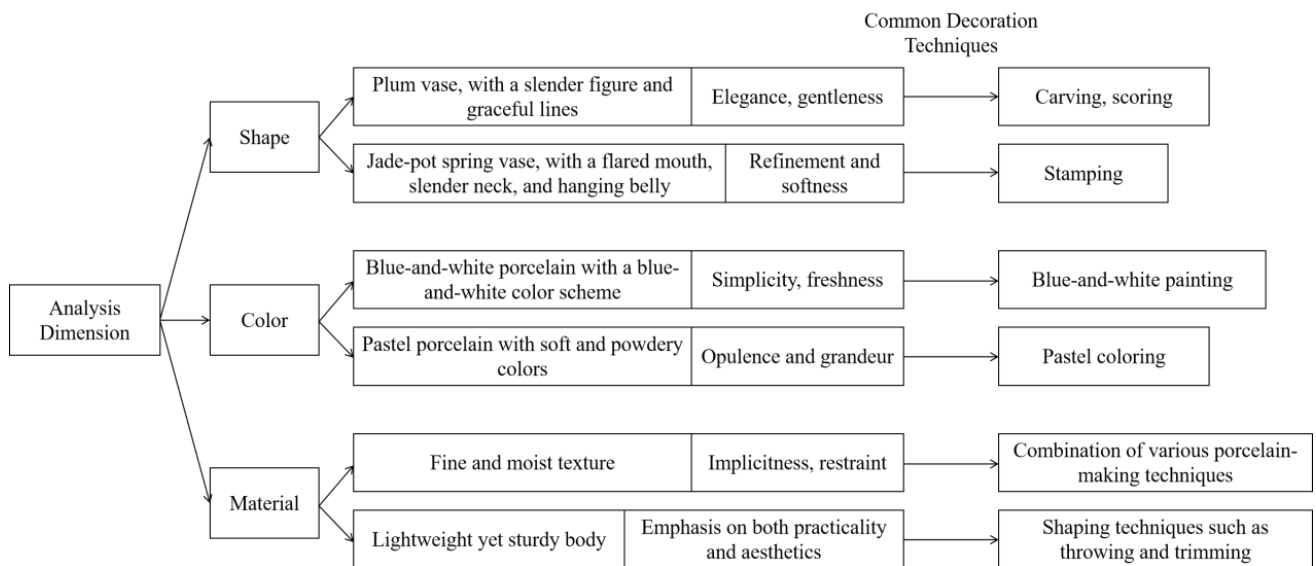 Common Decoration
Techniques
Plum vase, with a slender figure and
graceful lines
Elegance, gentleness
Carving, scoring
Shape
Jade-pot spring vase, with a flared mouth,
slender neck, and hanging belly
Refinement and
softness
Stamping
Blue-and-white porcelain with a blue-
and-white color scheme
Simplicity, freshness
Blue-and-white painting
Analysis
Dimension
Color
Pastel porcelain with soft and powdery
colors
Opulence and grandeur
Pastel coloring
Fine and moist texture
Implicitness, restraint
Combination of various porcelain-
making techniques
Material
Lightweight yet sturdy body
Emphasis on both practicality
and aesthetics
Shaping techniques such as
throwing and trimming